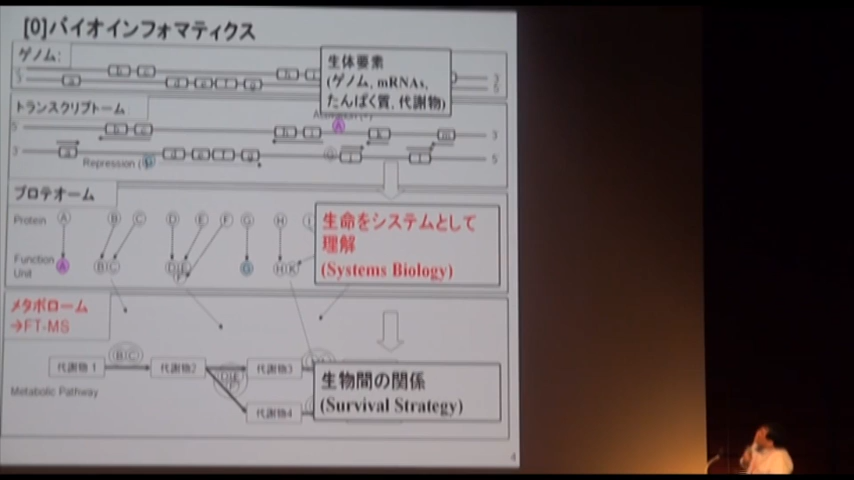 [0]バイオインフォマティクス
ゲノム:
生体要素
(ゲノム, mRNAs,
たんぱく質, 代謝物)
トランスクリプトーム
A
3
Repression (
5
プロテオーム
Protein A B C D E F G H
生命をシステムとして
理解
(Systems Biology)
Function
Unit
A B C G H K
メタボローム
→FT-MS
代謝物 1 B C 代謝物2 代謝物3
Metabolic Pathway
代謝物4
生物間の関係
(Survival Strategy)
4